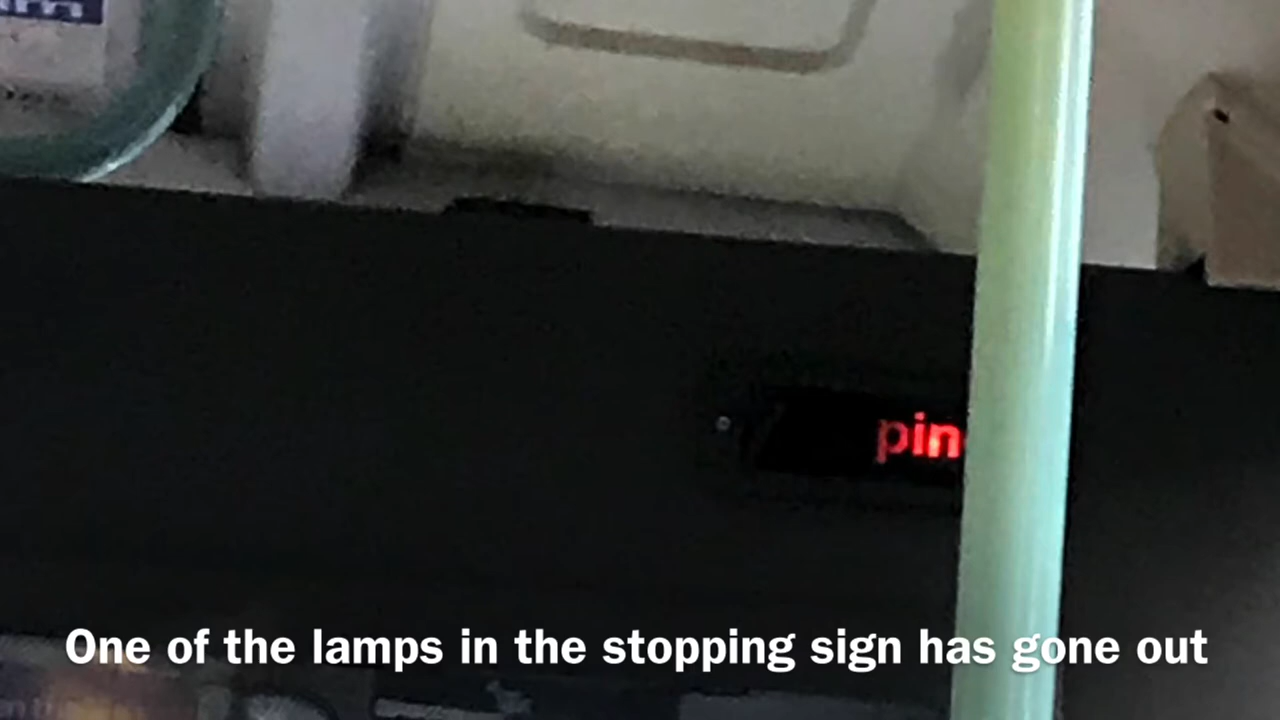 pin
One of the lamps in the stopping sign has gone out